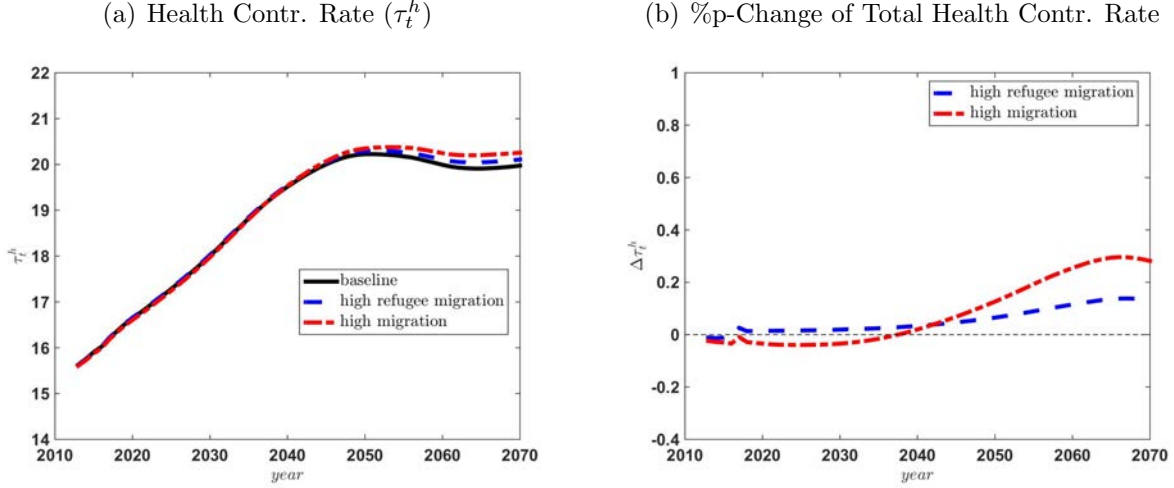 (a) Health Contr. Rate (τ_t^h)
22
21
20
19
18
17
16
15
14
τ_t^h
baseline
high refugee migration
high migration
2010 2020 2030 2040 2050 2060 2070
year
(b) %p-Change of Total Health Contr. Rate
1
0.8
0.6
0.4
0.2
0
-0.2
-0.4
Δτ_t^h
high refugee migration
high migration
2010 2020 2030 2040 2050 2060 2070
year